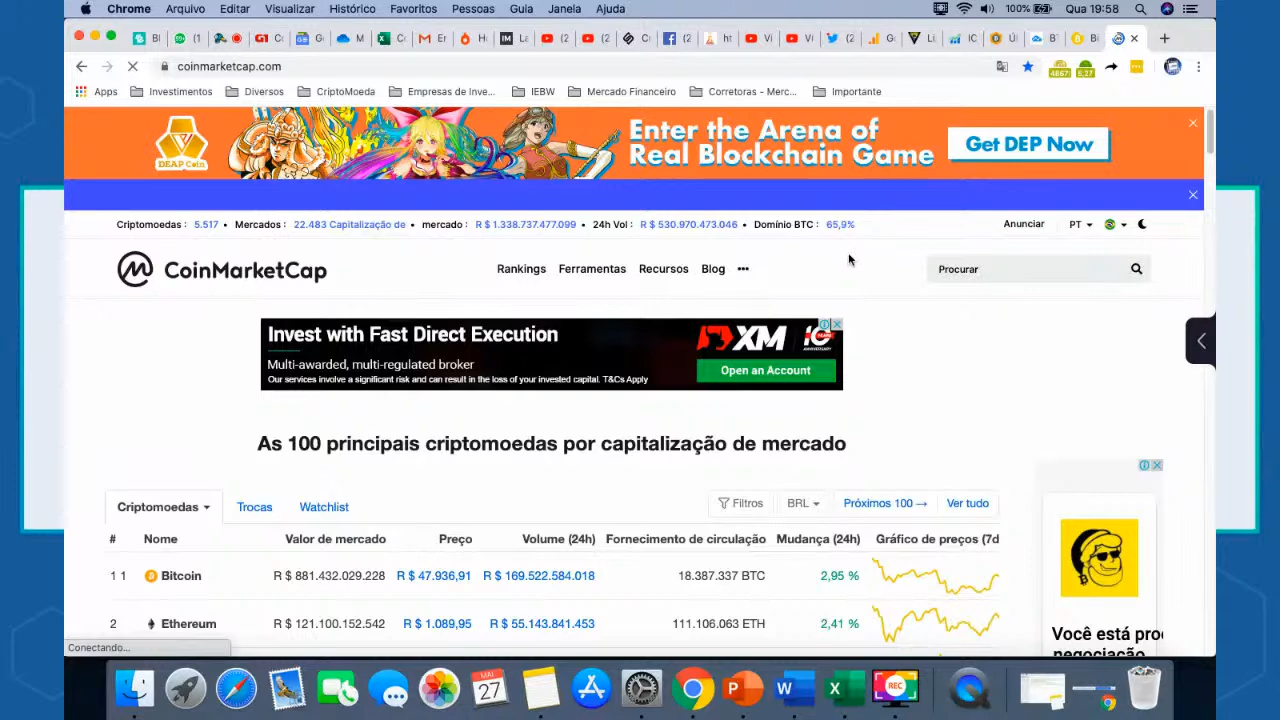 Chrome Arquivo Editar Visualizar Histórico Favoritos Pessoas Guia Janela Ajuda 100% Qua 19:58
coinmarketcap.com
4867 5,27
Apps Investimentos Diversos CriptoMoeda Empresas de Inve... IEBW Mercado Financeiro Corretoras - Merc... Importante
DEAP Coin
Enter the Arena of
Real Blockchain Game
Get DEP Now
Criptomoedas : 5.517 • Mercados : 22.483 Capitalização de • mercado : R $ 1.338.737.477.099 • 24h Vol : R $ 530.970.473.046 • Domínio BTC : 65,9%
Anunciar PT
CoinMarketCap
Rankings Ferramentas Recursos Blog •••
Procurar
Invest with Fast Direct Execution
Multi-awarded, multi-regulated broker
Our services involve a significant risk and can result in the loss of your invested capital. T&Cs Apply
XM 10
Open an Account
As 100 principais criptomoedas por capitalização de mercado
Criptomoedas Trocas Watchlist
Filtros BRL Próximos 100 → Ver tudo
# Nome Valor de mercado Preço Volume (24h) Fornecimento de circulação Mudança (24h) Gráfico de preços (7d
1 1 Bitcoin R $ 881.432.029.228 R $ 47.936,91 R $ 169.522.584.018 18.387.337 BTC 2,95 %
2 Ethereum R $ 121.100.152.542 R $ 1.089,95 R $ 55.143.841.453 111.106.063 ETH 2,41 %
Você está pro
negociação
Conectando...
MAI
27
REC